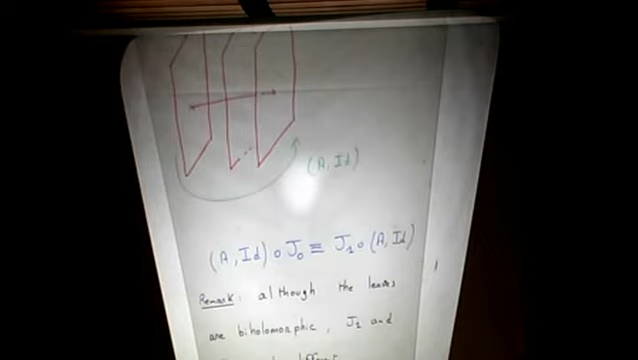 (A, Id)
(A, Id) ∘ J₀ ≡ J₁ ∘ (A, Id)
Remark: although the leaves
are biholomorphic, J₁ and